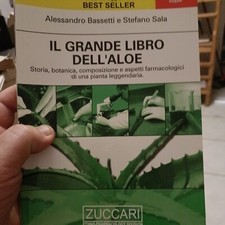 BEST SELLER
Alessandro Bassetti e Stefano Sala
IL GRANDE LIBRO
DELL'ALOE
Storia, botanica, composizione e aspetti farmacologici
di una pianta leggendaria.
ZUCCARI